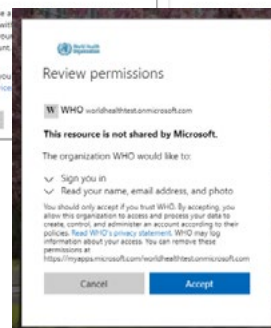 World Health
Organization
Review permissions
W WHO worldhealthtest.onmicrosoft.com
This resource is not shared by Microsoft.
The organization WHO would like to:
Sign you in
Read your name, email address, and photo
You should only accept if you trust WHO. By accepting, you
allow this organization to access and process your data to
create, control, and administer an account according to their
policies. Read WHO's privacy statement. WHO may log
information about your access. You can remove these
permissions at
https://myapps.microsoft.com/worldhealthtest.onmicrosoft.com
Cancel Accept